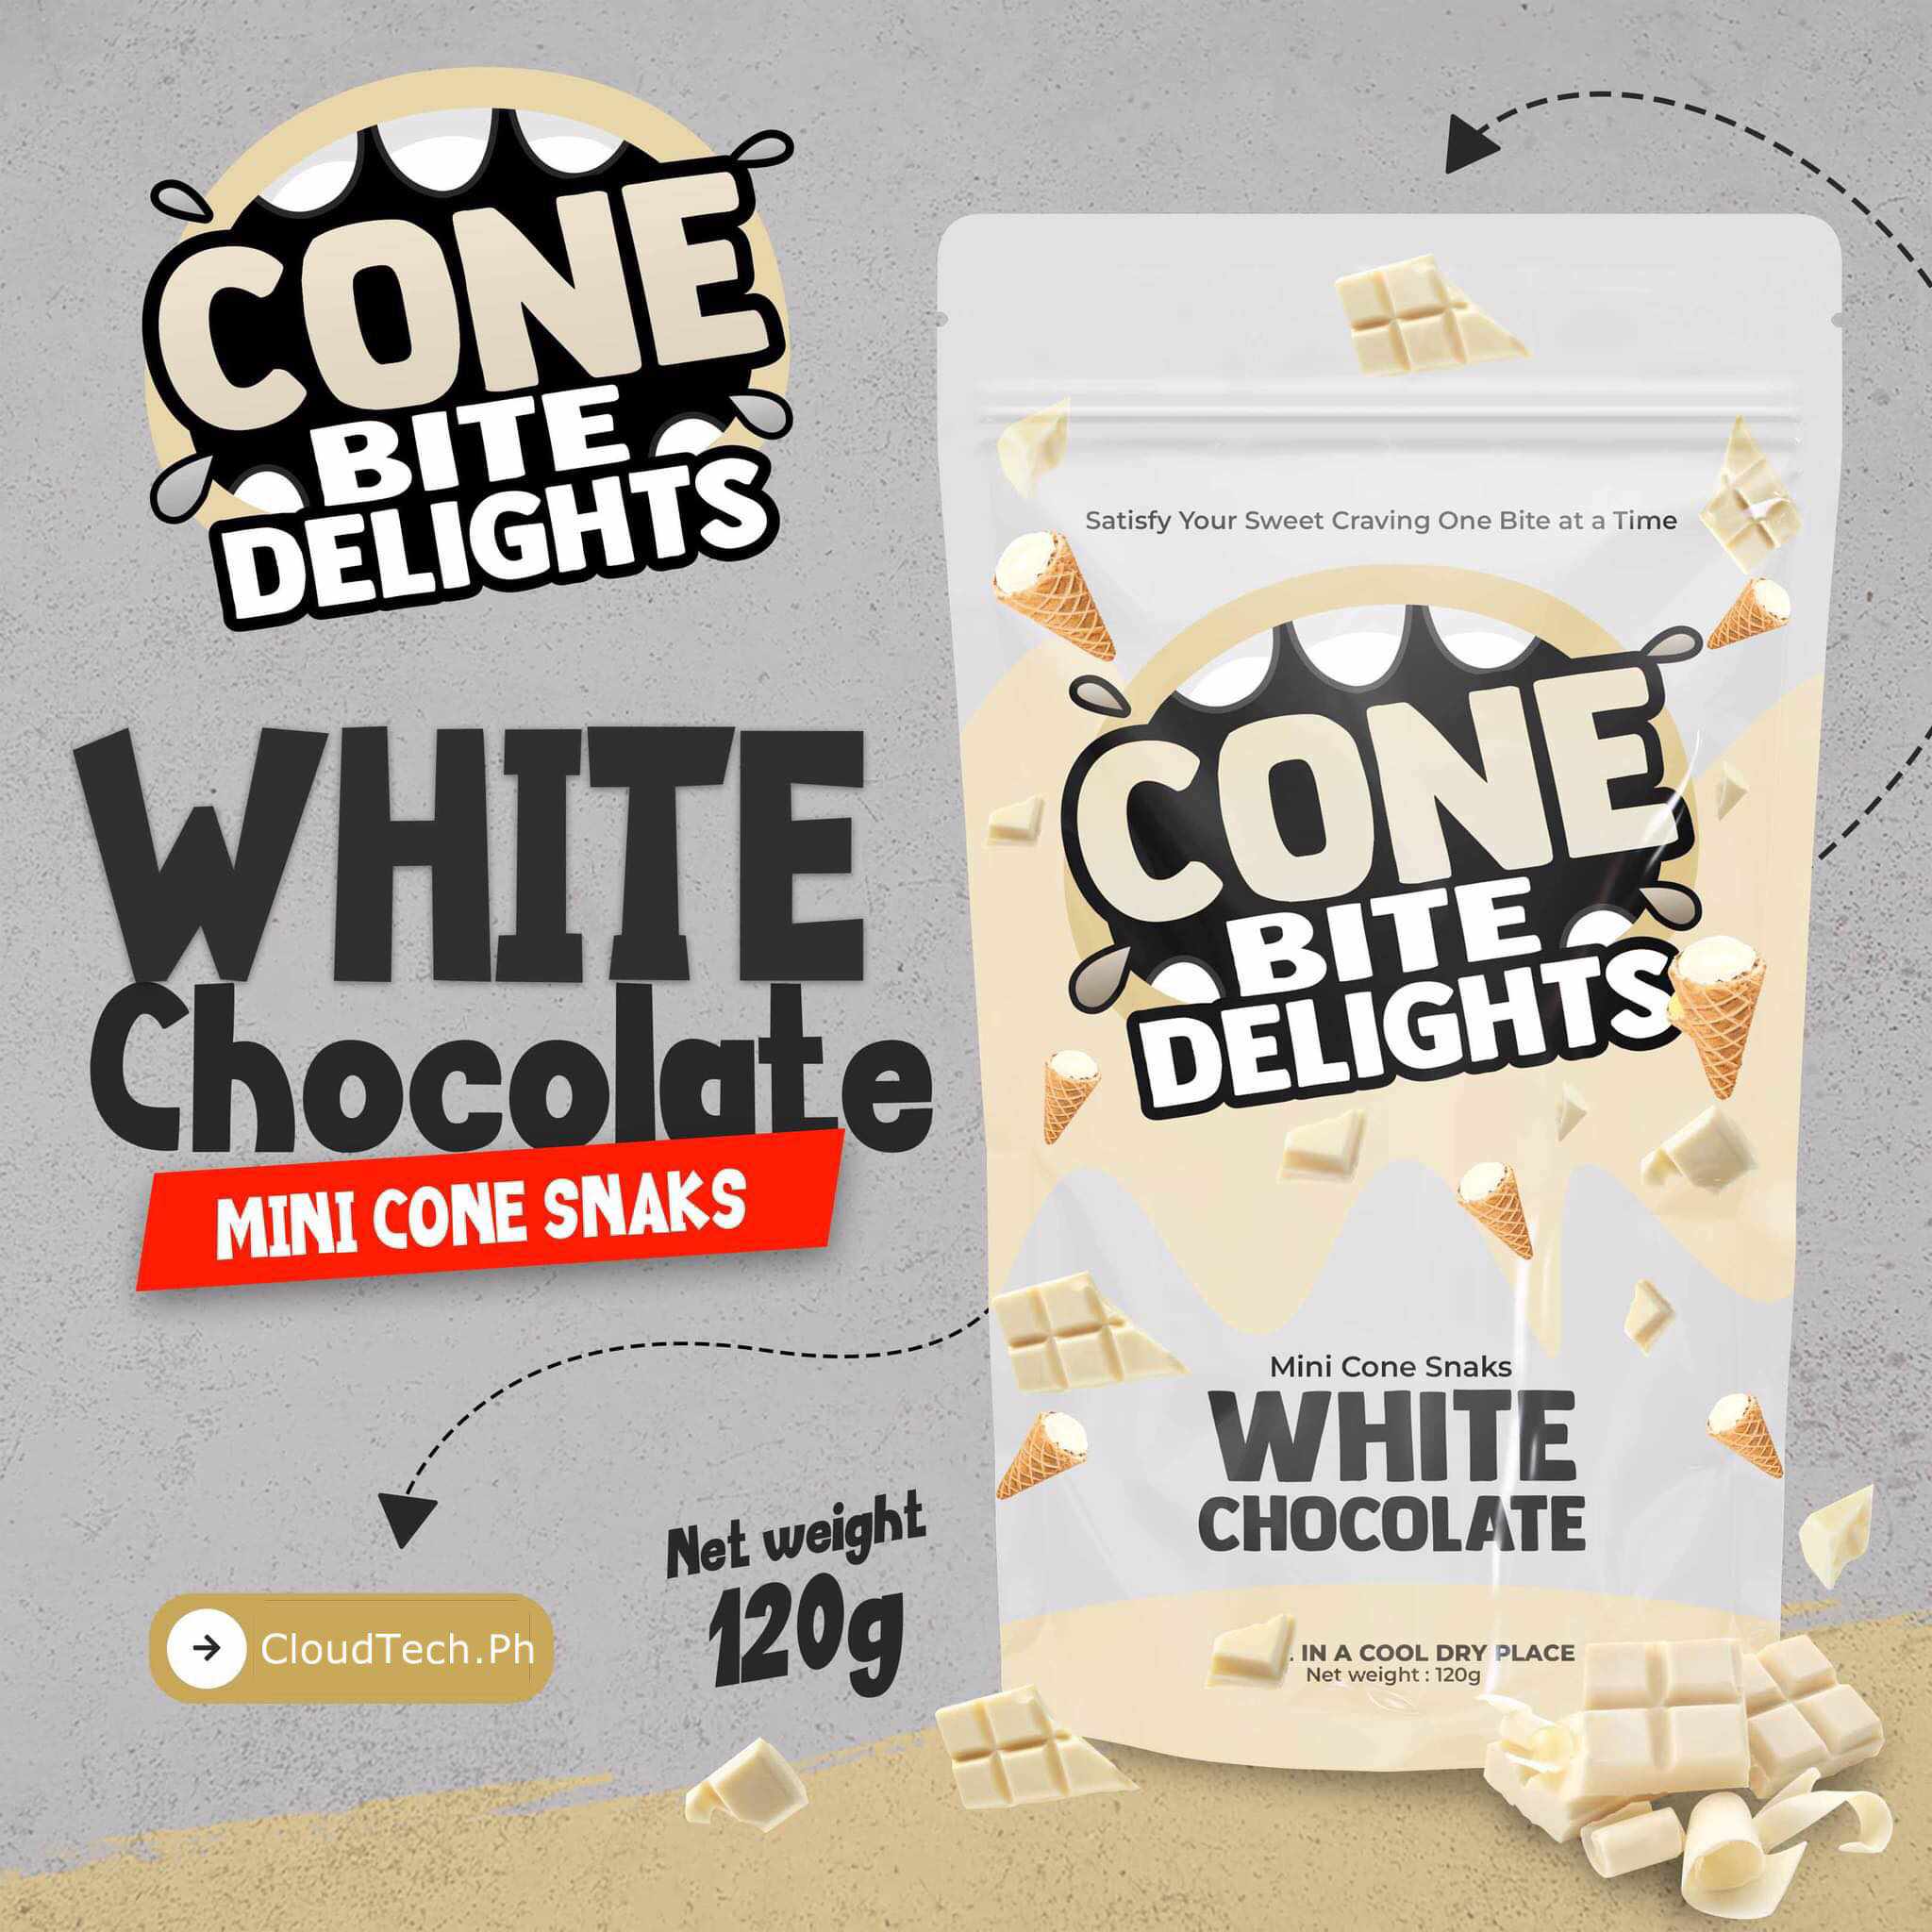 CONE
BITE
DELIGHTS
WHITE
Chocolate
MINI CONE SNAKS
Net weight
120g
CloudTech.Ph
Satisfy Your Sweet Craving One Bite at a Time
CONE
BITE
DELIGHTS
Mini Cone Snaks
WHITE
CHOCOLATE
IN A COOL DRY PLACE
Net weight : 120g